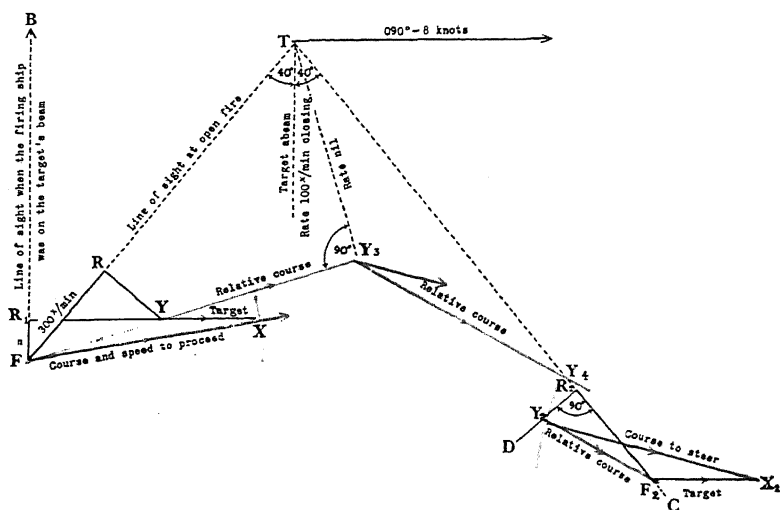 B
T
090°-8 knots
40° 40°
Line of sight when the firing ship
was on the target's beam
Line of sight at open fire
Target abeam
Rate 100ˣ/min closing.
Rate nil
R
90°
Y₃
Relative course
300ˣ/min
R₁
Y
Target
X
F
Course and speed to proceed
Relative course
Y₄
R₂
90°
Y₂
D
Course to steer
Relative course
F₂
Target
X₂
C